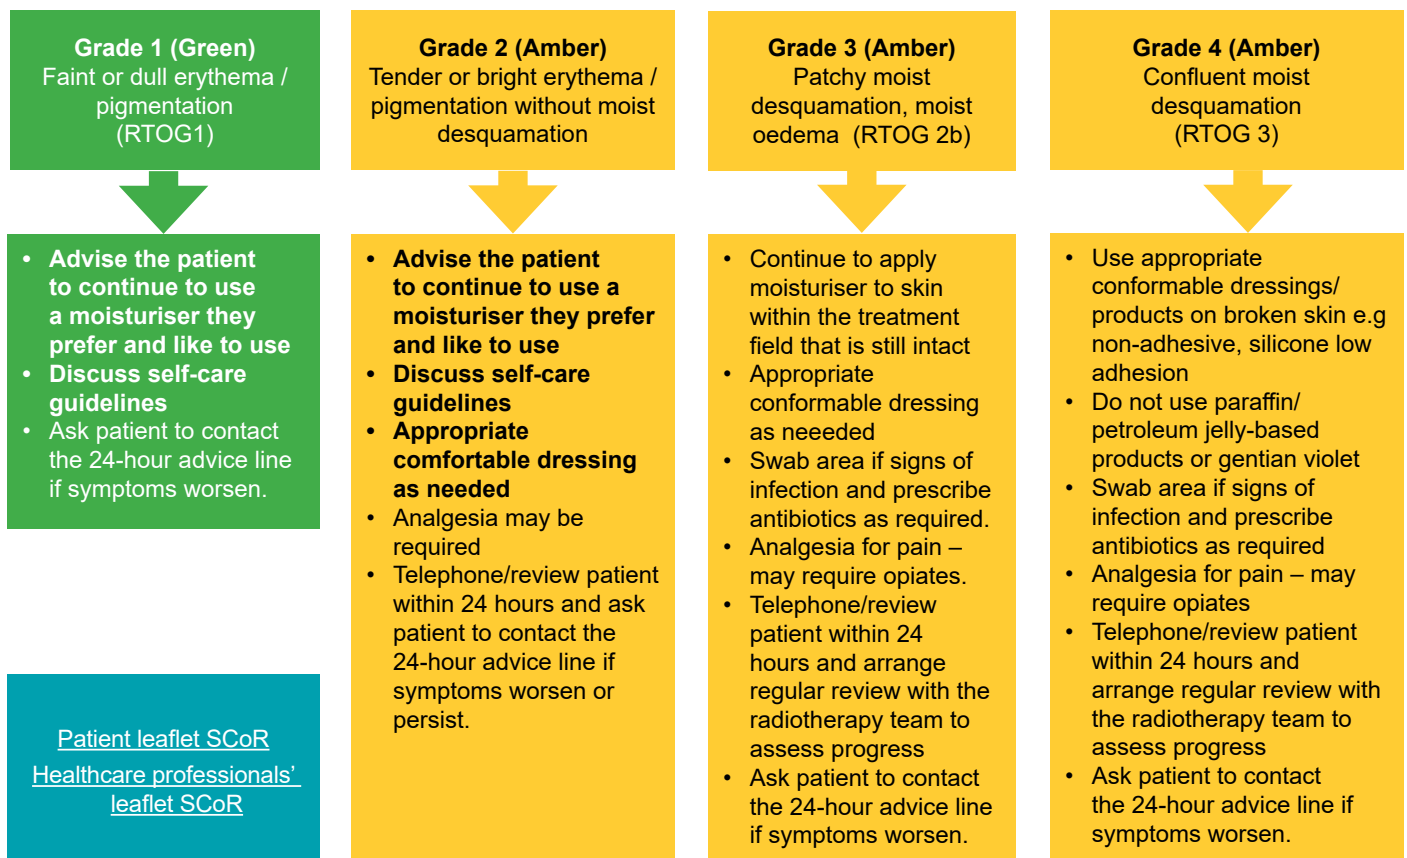 Grade 1 (Green)
Faint or dull erythema /
pigmentation
(RTOG1)
Grade 2 (Amber)
Tender or bright erythema /
pigmentation without moist
desquamation
Grade 3 (Amber)
Patchy moist
desquamation, moist
oedema  (RTOG 2b)
Grade 4 (Amber)
Confluent moist
desquamation
(RTOG 3)
• Advise the patient
to continue to use
a moisturiser they
prefer and like to use
• Discuss self-care
guidelines
• Ask patient to contact
the 24-hour advice line
if symptoms worsen.
• Advise the patient
to continue to use a
moisturiser they prefer
and like to use
• Discuss self-care
guidelines
• Appropriate
comfortable dressing
as needed
• Analgesia may be
required
• Telephone/review patient
within 24 hours and ask
patient to contact the
24-hour advice line if
symptoms worsen or
persist.
• Continue to apply
moisturiser to skin
within the treatment
field that is still intact
• Appropriate
conformable dressing
as neeeded
• Swab area if signs of
infection and prescribe
antibiotics as required.
• Analgesia for pain –
may require opiates.
• Telephone/review
patient within 24
hours and arrange
regular review with the
radiotherapy team to
assess progress
• Ask patient to contact
the 24-hour advice line
if symptoms worsen.
• Use appropriate
conformable dressings/
products on broken skin e.g
non-adhesive, silicone low
adhesion
• Do not use paraffin/
petroleum jelly-based
products or gentian violet
• Swab area if signs of
infection and prescribe
antibiotics as required
• Analgesia for pain – may
require opiates
• Telephone/review patient
within 24 hours and
arrange regular review with
the radiotherapy team to
assess progress
• Ask patient to contact
the 24-hour advice line if
symptoms worsen.
Patient leaflet SCoR
Healthcare professionals'
leaflet SCoR